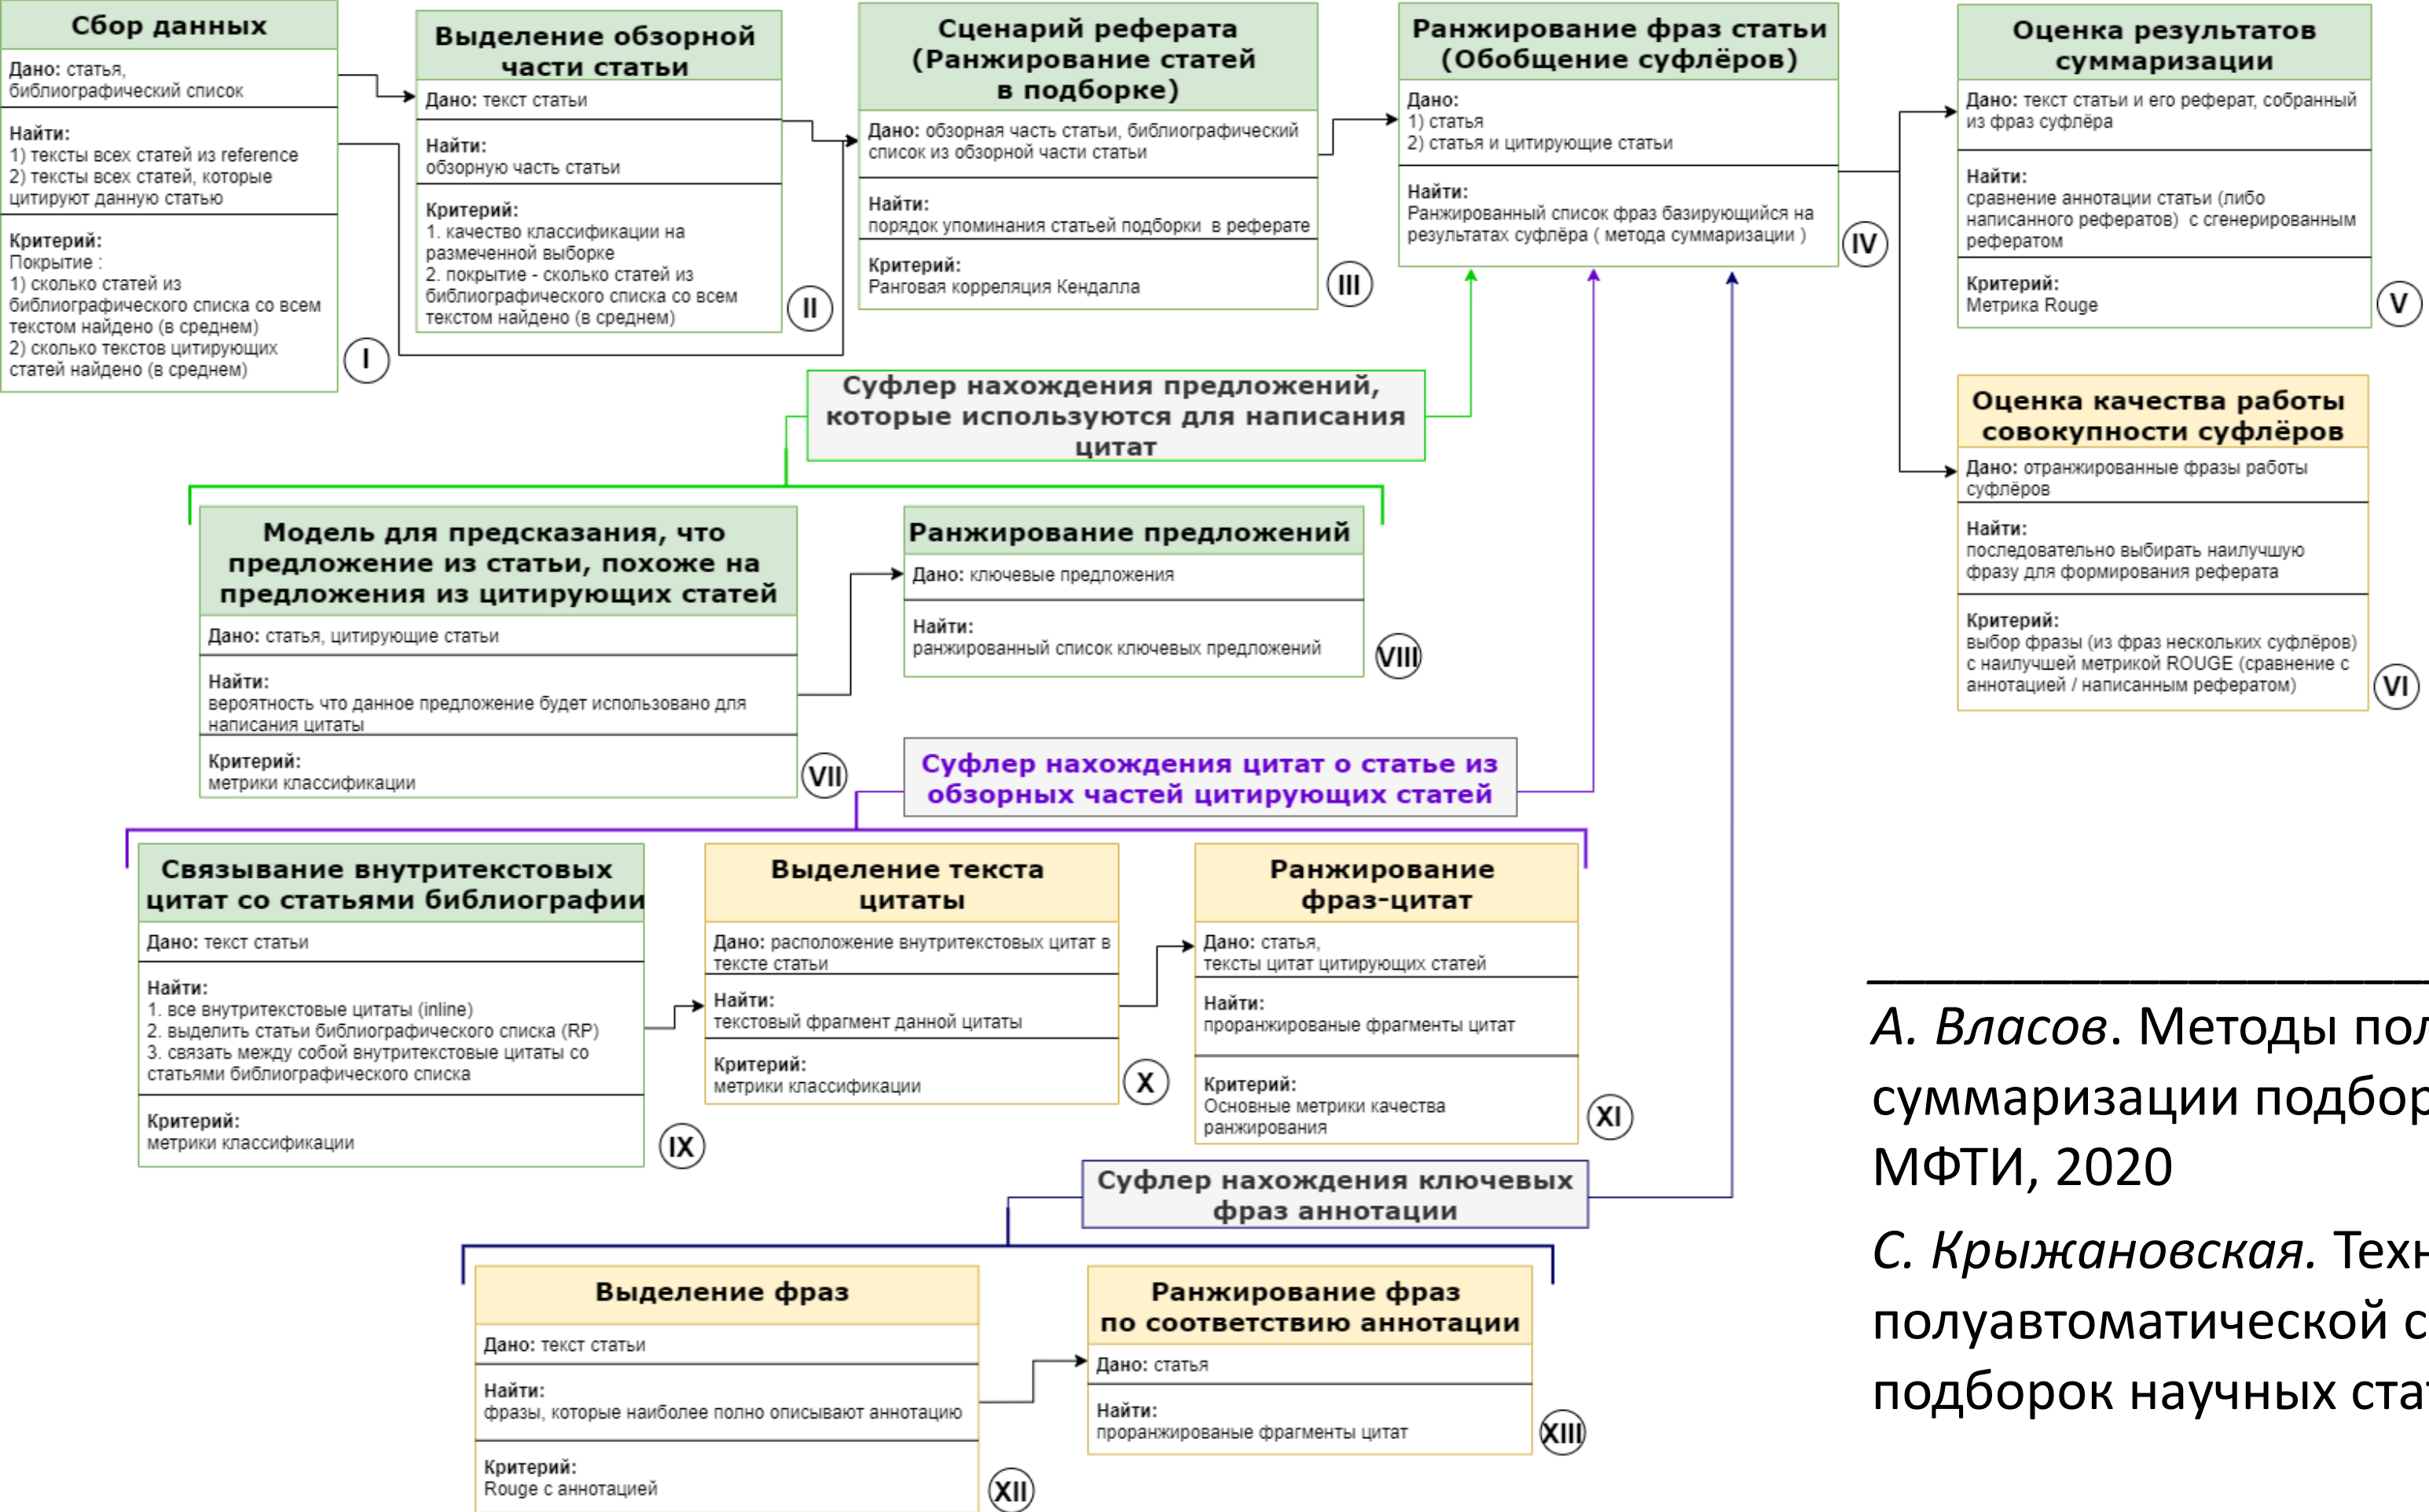 Сбор данных
Дано: статья,
библиографический список
Найти:
1) тексты всех статей из reference
2) тексты всех статей, которые
цитируют данную статью
Критерий:
Покрытие :
1) сколько статей из
библиографического списка со всем
текстом найдено (в среднем)
2) сколько текстов цитирующих
статей найдено (в среднем)
I
Выделение обзорной
части статьи
Дано: текст статьи
Найти:
обзорную часть статьи
Критерий:
1. качество классификации на
размеченной выборке
2. покрытие - сколько статей из
библиографического списка со всем
текстом найдено (в среднем)
II
Сценарий реферата
(Ранжирование статей
в подборке)
Дано: обзорная часть статьи, библиографический
список из обзорной части статьи
Найти:
порядок упоминания статьей подборки в реферате
Критерий:
Ранговая корреляция Кендалла
III
Ранжирование фраз статьи
(Обобщение суфлёров)
Дано:
1) статья
2) статья и цитирующие статьи
Найти:
Ранжированный список фраз базирующийся на
результатах суфлёра ( метода суммаризации )
IV
Оценка результатов
суммаризации
Дано: текст статьи и его реферат, собранный
из фраз суфлёра
Найти:
сравнение аннотации статьи (либо
написанного рефератов) с сгенерированным
рефератом
Критерий:
Метрика Rouge
V
Оценка качества работы
совокупности суфлёров
Дано: отранжированные фразы работы
суфлёров
Найти:
последовательно выбирать наилучшую
фразу для формирования реферата
Критерий:
выбор фразы (из фраз нескольких суфлёров)
с наилучшей метрикой ROUGE (сравнение с
аннотацией / написанным рефератом)
VI
Суфлер нахождения предложений,
которые используются для написания
цитат
Модель для предсказания, что
предложение из статьи, похоже на
предложения из цитирующих статей
Дано: статья, цитирующие статьи
Найти:
вероятность что данное предложение будет использовано для
написания цитаты
Критерий:
метрики классификации
VII
Ранжирование предложений
Дано: ключевые предложения
Найти:
ранжированный список ключевых предложений
VIII
Суфлер нахождения цитат о статье из
обзорных частей цитирующих статей
Связывание внутритекстовых
цитат со статьями библиографии
Дано: текст статьи
Найти:
1. все внутритекстовые цитаты (inline)
2. выделить статьи библиографического списка (RP)
3. связать между собой внутритекстовые цитаты со
статьями библиографического списка
Критерий:
метрики классификации
IX
Выделение текста
цитаты
Дано: расположение внутритекстовых цитат в
тексте статьи
Найти:
текстовый фрагмент данной цитаты
Критерий:
метрики классификации
X
Ранжирование
фраз-цитат
Дано: статья,
тексты цитат цитирующих статей
Найти:
проранжированые фрагменты цитат
Критерий:
Основные метрики качества
ранжирования
XI
Суфлер нахождения ключевых
фраз аннотации
Выделение фраз
Дано: текст статьи
Найти:
фразы, которые наиболее полно описывают аннотацию
Критерий:
Rouge с аннотацией
XII
Ранжирование фраз
по соответствию аннотации
Дано: статья
Найти:
проранжированые фрагменты цитат
XIII
А. Власов. Методы
суммаризации
МФТИ, 2020
С. Крыжановская.
полуавтоматической
подборок научных